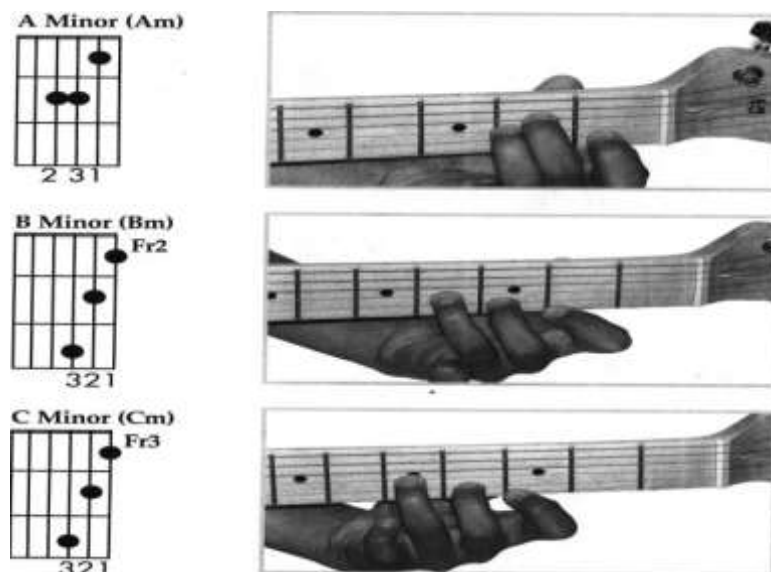 A Minor (Am)
2 3 1
B Minor (Bm)
Fr2
3 2 1
C Minor (Cm)
Fr3
3 2 1